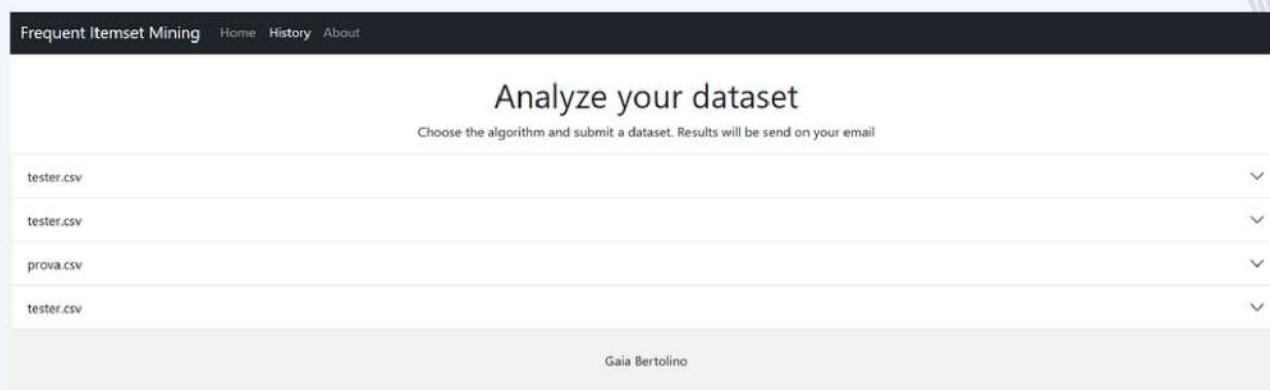 Frequent Itemset Mining Home History About
Analyze your dataset
Choose the algorithm and submit a dataset. Results will be send on your email
tester.csv
tester.csv
prova.csv
tester.csv
Gaia Bertolino